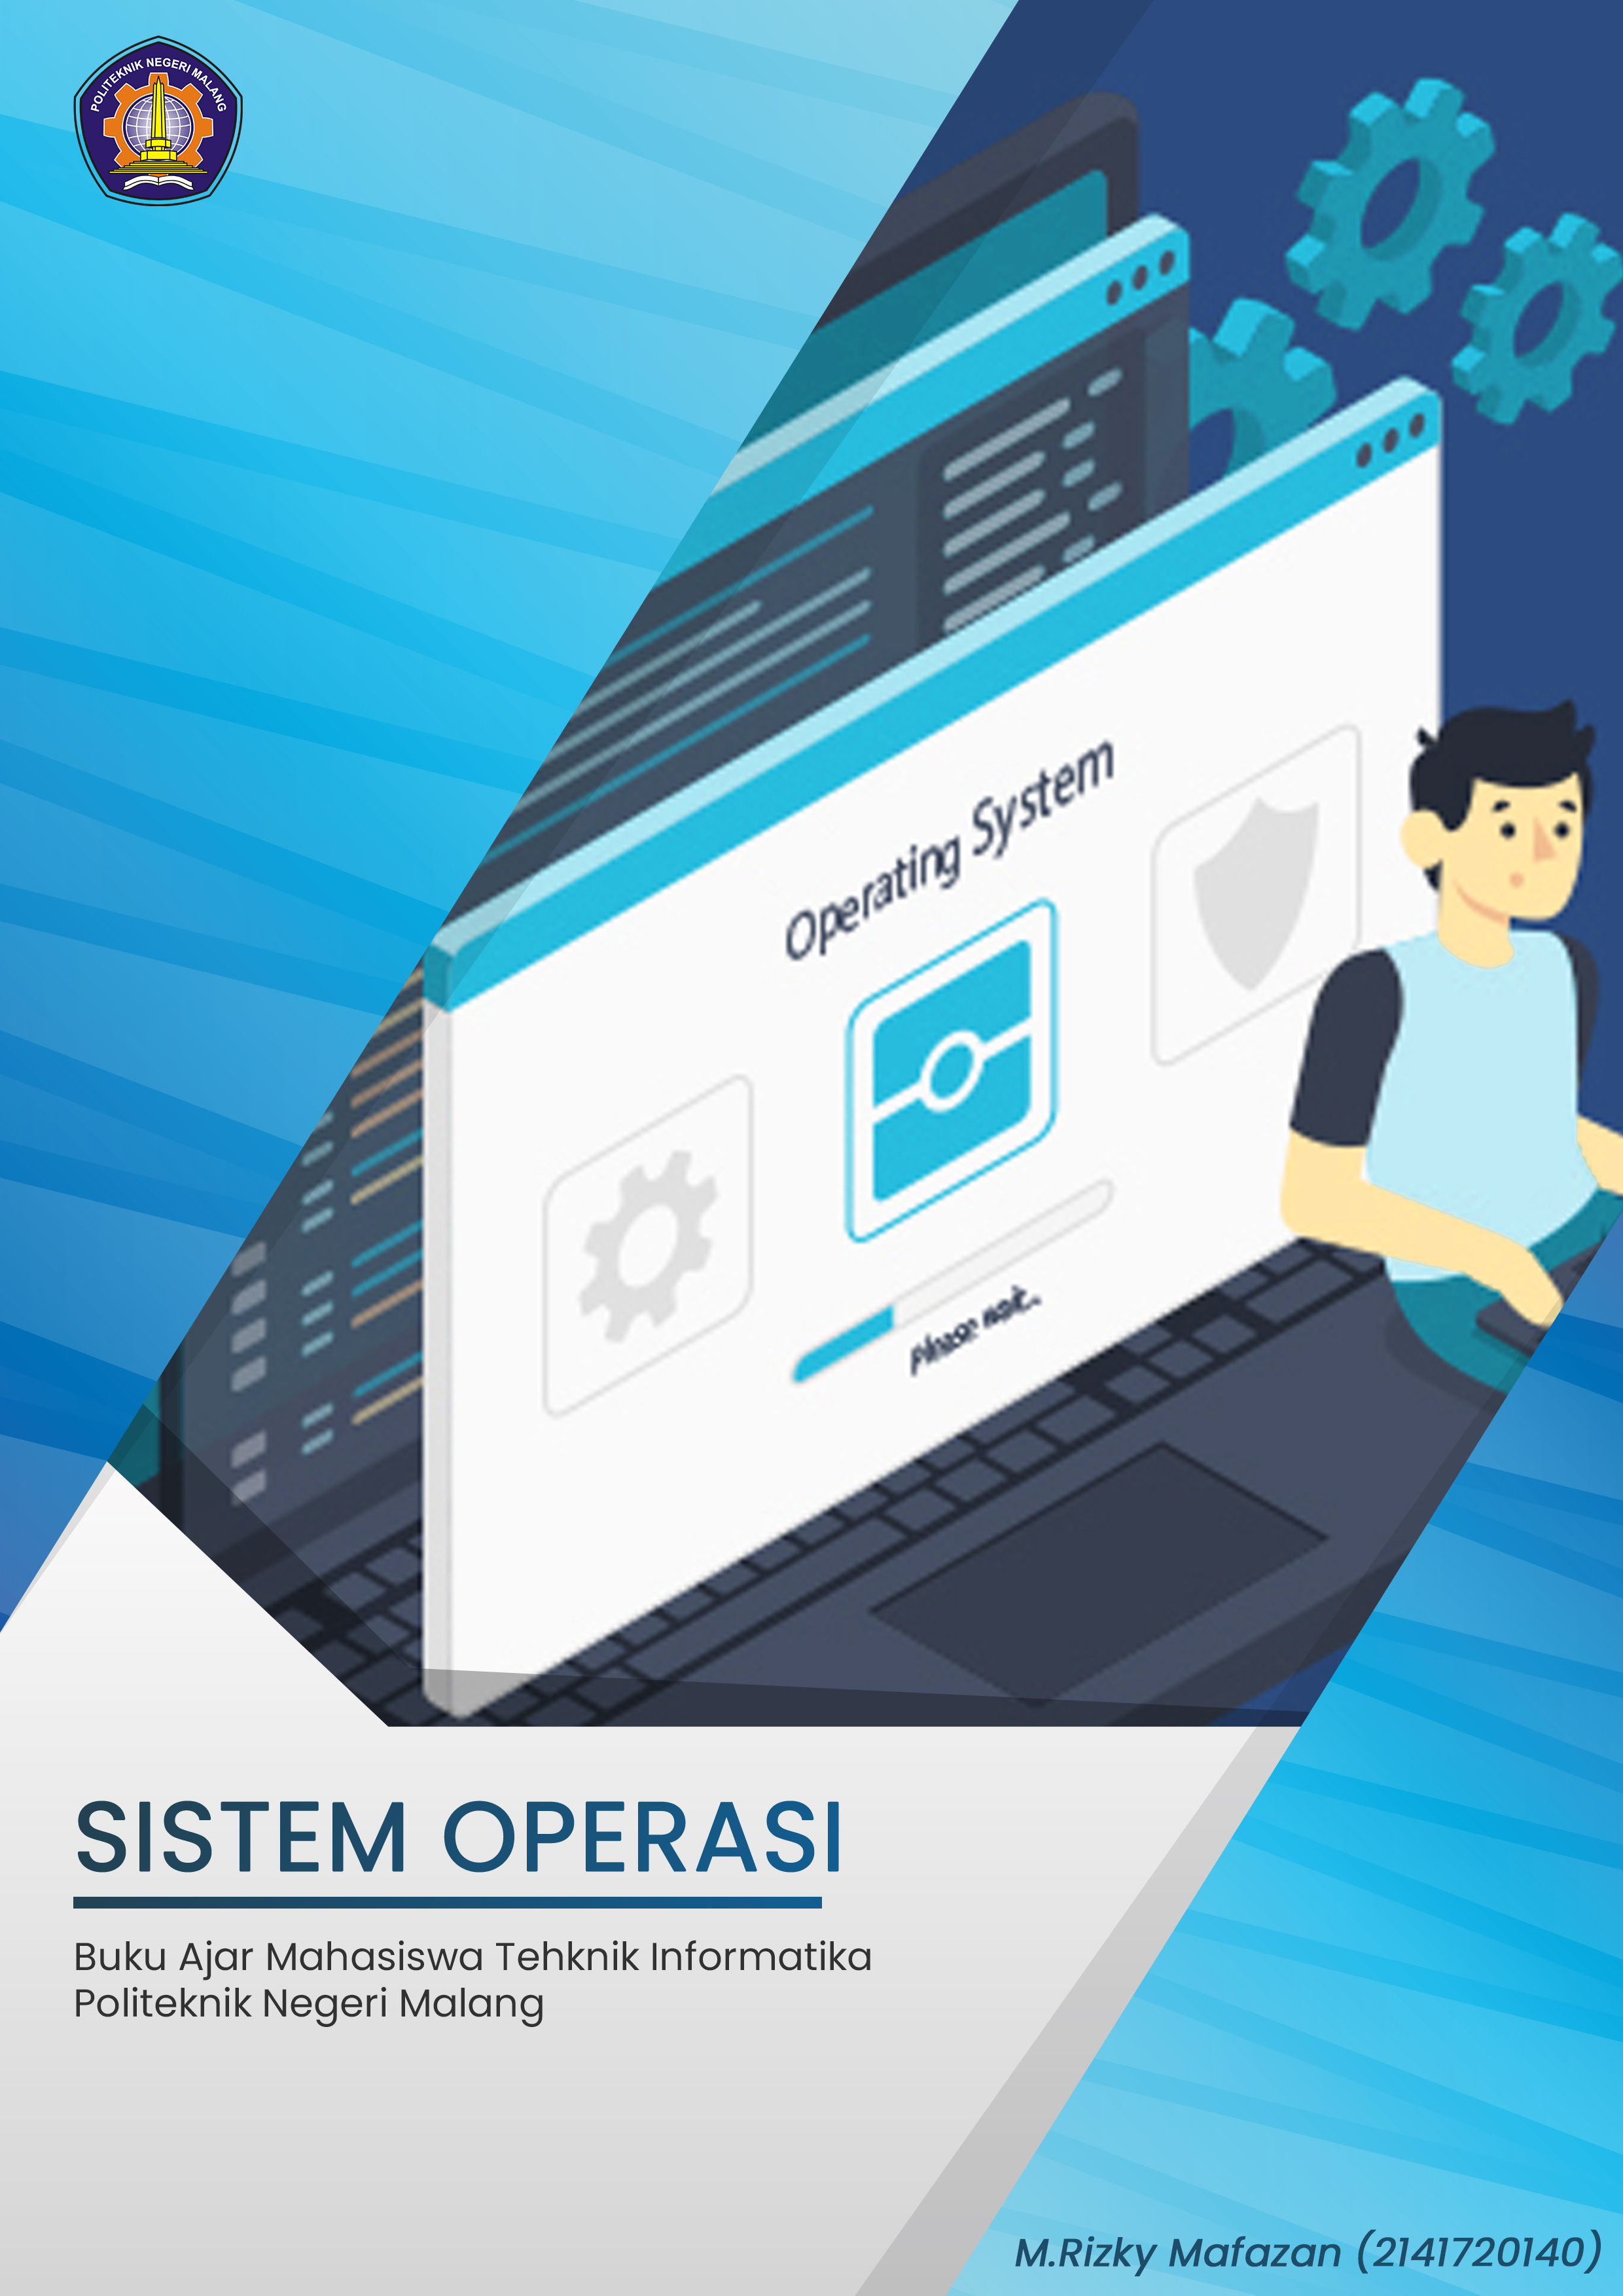 POLITEKNIK NEGERI MALANG
Operating System
Please wait...
SISTEM OPERASI
Buku Ajar Mahasiswa Tehknik Informatika
Politeknik Negeri Malang
M.Rizky Mafazan (2141720140)